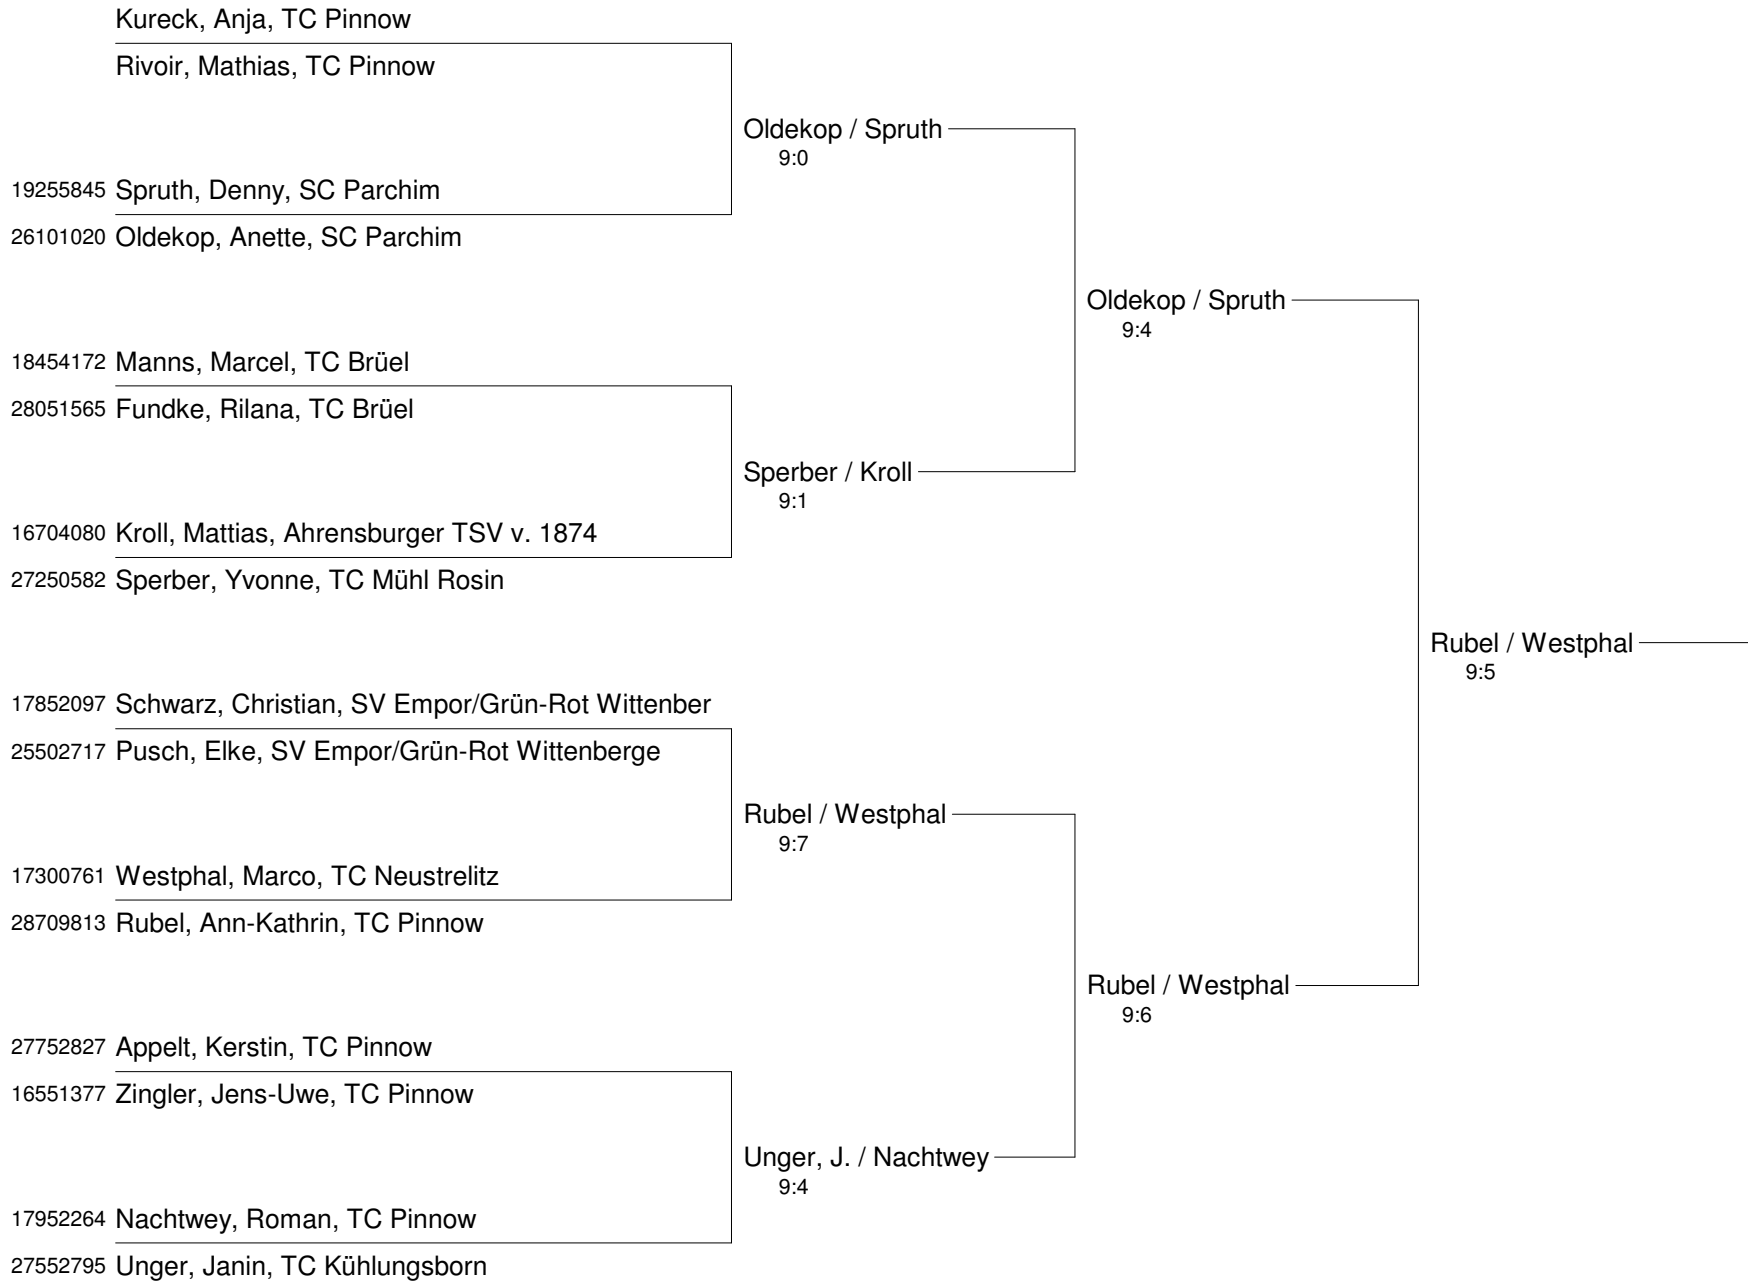 Kureck, Anja, TC Pinnow
Rivoir, Mathias, TC Pinnow
Oldekop / Spruth
9:0
19255845 Spruth, Denny, SC Parchim
26101020 Oldekop, Anette, SC Parchim
Oldekop / Spruth
9:4
18454172 Manns, Marcel, TC Brüel
28051565 Fundke, Rilana, TC Brüel
Sperber / Kroll
9:1
16704080 Kroll, Mattias, Ahrensburger TSV v. 1874
27250582 Sperber, Yvonne, TC Mühl Rosin
Rubel / Westphal
9:5
17852097 Schwarz, Christian, SV Empor/Grün-Rot Wittenber
25502717 Pusch, Elke, SV Empor/Grün-Rot Wittenberge
Rubel / Westphal
9:7
17300761 Westphal, Marco, TC Neustrelitz
28709813 Rubel, Ann-Kathrin, TC Pinnow
Rubel / Westphal
9:6
27752827 Appelt, Kerstin, TC Pinnow
16551377 Zingler, Jens-Uwe, TC Pinnow
Unger, J. / Nachtwey
9:4
17952264 Nachtwey, Roman, TC Pinnow
27552795 Unger, Janin, TC Kühlungsborn